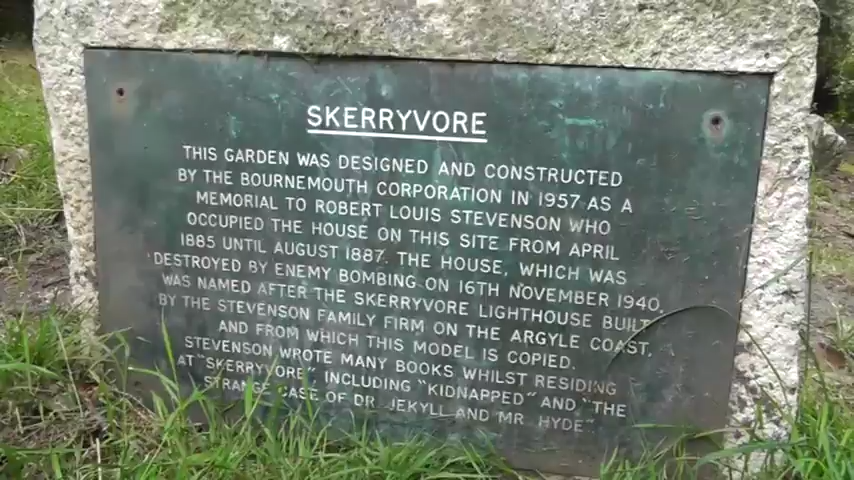 SKERRYVORE
THIS GARDEN WAS DESIGNED AND CONSTRUCTED
BY THE BOURNEMOUTH CORPORATION IN 1957 AS A
MEMORIAL TO ROBERT LOUIS STEVENSON WHO
OCCUPIED THE HOUSE ON THIS SITE FROM APRIL
1885 UNTIL AUGUST 1887. THE HOUSE, WHICH WAS
DESTROYED BY ENEMY BOMBING ON 16TH NOVEMBER 1940,
WAS NAMED AFTER THE SKERRYVORE LIGHTHOUSE BUILT
BY THE STEVENSON FAMILY FIRM ON THE ARGYLE COAST,
AND FROM WHICH THIS MODEL IS COPIED.
STEVENSON WROTE MANY BOOKS WHILST RESIDING
AT "SKERRYVORE" INCLUDING "KIDNAPPED" AND "THE
STRANGE CASE OF DR. JEKYLL AND MR. HYDE"